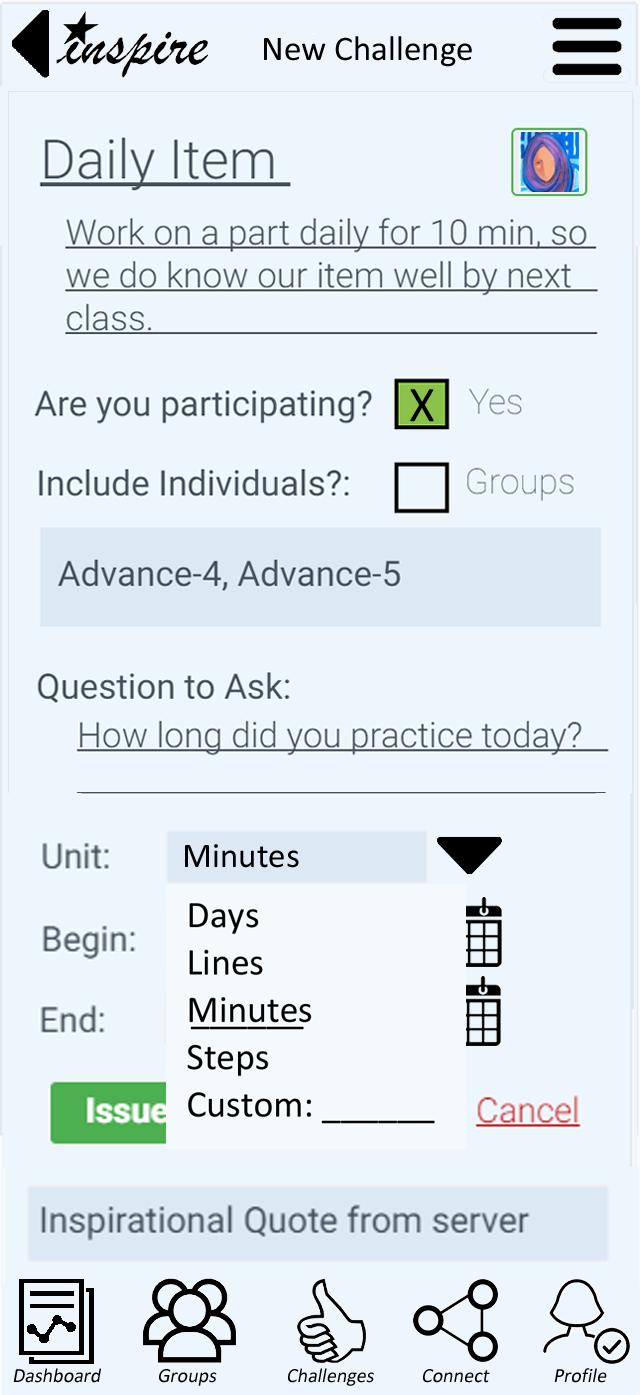 inspire New Challenge
Daily Item
Work on a part daily for 10 min, so
we do know our item well by next
class.
Are you participating? X Yes
Include Individuals?: Groups
Advance-4, Advance-5
Question to Ask:
How long did you practice today?
Unit: Minutes
Days
Begin:
Lines
Minutes
End:
Steps
Custom: ______
Issue
Cancel
Inspirational Quote from server
Dashboard Groups Challenges Connect Profile